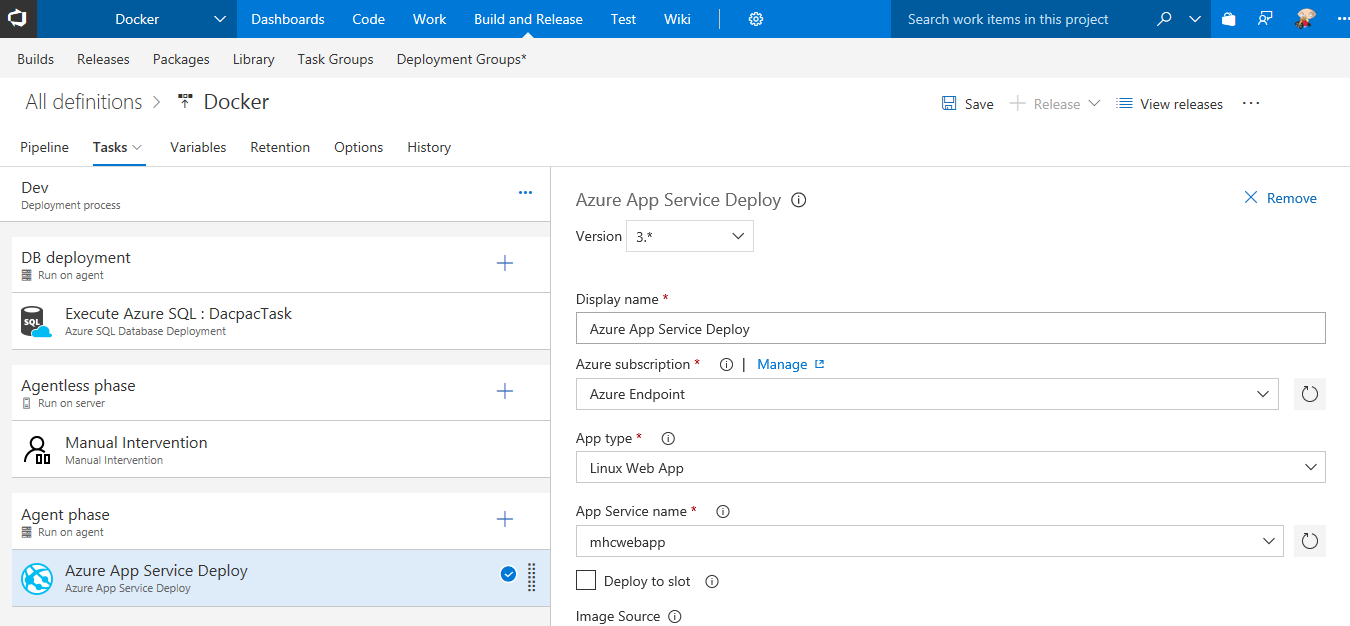 Docker Dashboards Code Work Build and Release Test Wiki Search work items in this project
Builds Releases Packages Library Task Groups Deployment Groups*
All definitions > Docker Save Release View releases ...
Pipeline Tasks Variables Retention Options History
Dev
Deployment process
DB deployment
Run on agent
SQL
Execute Azure SQL : DacpacTask
Azure SQL Database Deployment
Agentless phase
Run on server
Manual Intervention
Manual Intervention
Agent phase
Run on agent
Azure App Service Deploy
Azure App Service Deploy
Azure App Service Deploy Remove
Version 3.*
Display name *
Azure App Service Deploy
Azure subscription * | Manage
Azure Endpoint
App type *
Linux Web App
App Service name *
mhcwebapp
Deploy to slot
Image Source